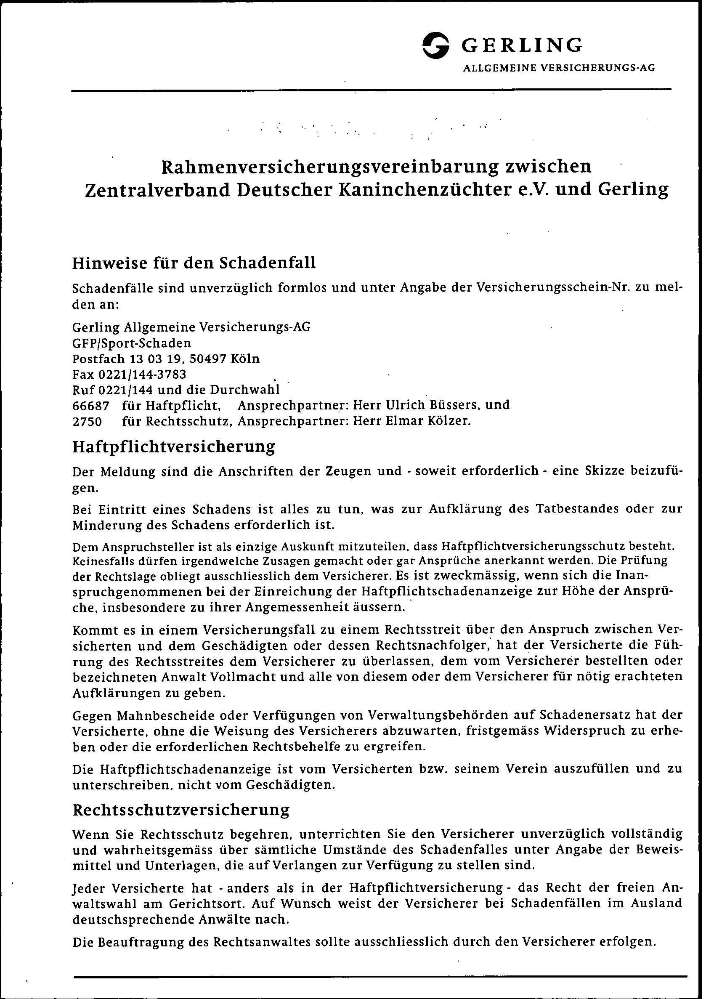 GERLING
ALLGEMEINE VERSICHERUNGS-AG
Rahmenversicherungsvereinbarung zwischen
Zentralverband Deutscher Kaninchenzüchter e.V. und Gerling
Hinweise für den Schadenfall
Schadenfälle sind unverzüglich formlos und unter Angabe der Versicherungsschein-Nr. zu mel-
den an:
Gerling Allgemeine Versicherungs-AG
GFP/Sport-Schaden
Postfach 13 03 19, 50497 Köln
Fax 0221/144-3783
Ruf 0221/144 und die Durchwahl
66687 für Haftpflicht, Ansprechpartner: Herr Ulrich Büssers, und
2750 für Rechtsschutz, Ansprechpartner: Herr Elmar Kölzer.
Haftpflichtversicherung
Der Meldung sind die Anschriften der Zeugen und - soweit erforderlich - eine Skizze beizufü-
gen.
Bei Eintritt eines Schadens ist alles zu tun, was zur Aufklärung des Tatbestandes oder zur
Minderung des Schadens erforderlich ist.
Dem Anspruchsteller ist als einzige Auskunft mitzuteilen, dass Haftpflichtversicherungsschutz besteht.
Keinesfalls dürfen irgendwelche Zusagen gemacht oder gar Ansprüche anerkannt werden. Die Prüfung
der Rechtslage obliegt ausschliesslich dem Versicherer. Es ist zweckmässig, wenn sich die Inan-
spruchgenommenen bei der Einreichung der Haftpflichtschadenanzeige zur Höhe der Ansprü-
che, insbesondere zu ihrer Angemessenheit äussern.
Kommt es in einem Versicherungsfall zu einem Rechtsstreit über den Anspruch zwischen Ver-
sicherten und dem Geschädigten oder dessen Rechtsnachfolger, hat der Versicherte die Füh-
rung des Rechtsstreites dem Versicherer zu überlassen, dem vom Versicherer bestellten oder
bezeichneten Anwalt Vollmacht und alle von diesem oder dem Versicherer für nötig erachteten
Aufklärungen zu geben.
Gegen Mahnbescheide oder Verfügungen von Verwaltungsbehörden auf Schadenersatz hat der
Versicherte, ohne die Weisung des Versicherers abzuwarten, fristgemäss Widerspruch zu erhe-
ben oder die erforderlichen Rechtsbehelfe zu ergreifen.
Die Haftpflichtschadenanzeige ist vom Versicherten bzw. seinem Verein auszufüllen und zu
unterschreiben, nicht vom Geschädigten.
Rechtsschutzversicherung
Wenn Sie Rechtsschutz begehren, unterrichten Sie den Versicherer unverzüglich vollständig
und wahrheitsgemäss über sämtliche Umstände des Schadenfalles unter Angabe der Beweis-
mittel und Unterlagen, die auf Verlangen zur Verfügung zu stellen sind.
Jeder Versicherte hat - anders als in der Haftpflichtversicherung - das Recht der freien An-
waltswahl am Gerichtsort. Auf Wunsch weist der Versicherer bei Schadenfällen im Ausland
deutschsprechende Anwälte nach.
Die Beauftragung des Rechtsanwaltes sollte ausschliesslich durch den Versicherer erfolgen.